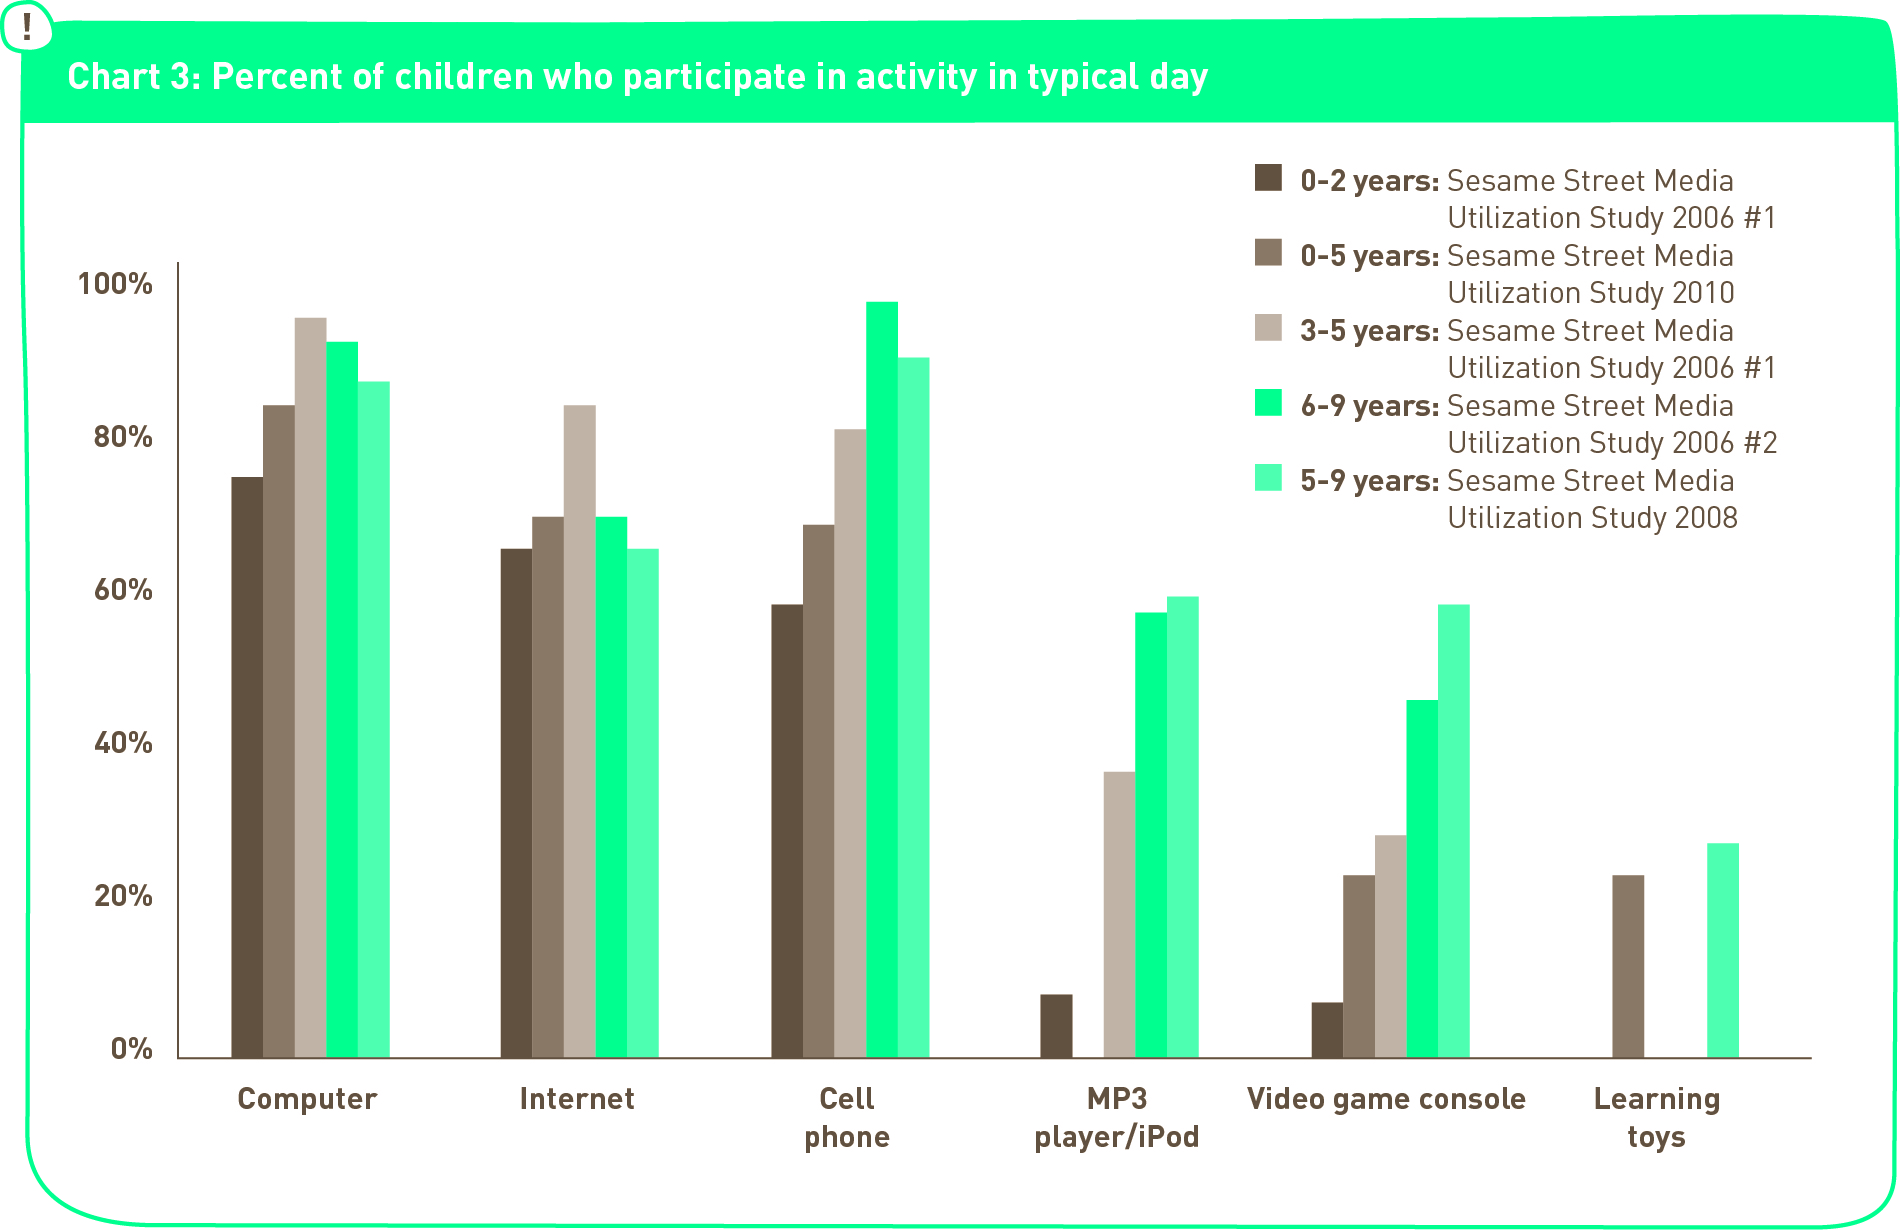 !
Chart 3: Percent of children who participate in activity in typical day
0-2 years: Sesame Street Media
Utilization Study 2006 #1
0-5 years: Sesame Street Media
Utilization Study 2010
3-5 years: Sesame Street Media
Utilization Study 2006 #1
6-9 years: Sesame Street Media
Utilization Study 2006 #2
5-9 years: Sesame Street Media
Utilization Study 2008
100%
80%
60%
40%
20%
0%
Computer
Internet
Cell
phone
MP3
player/iPod
Video game console
Learning
toys